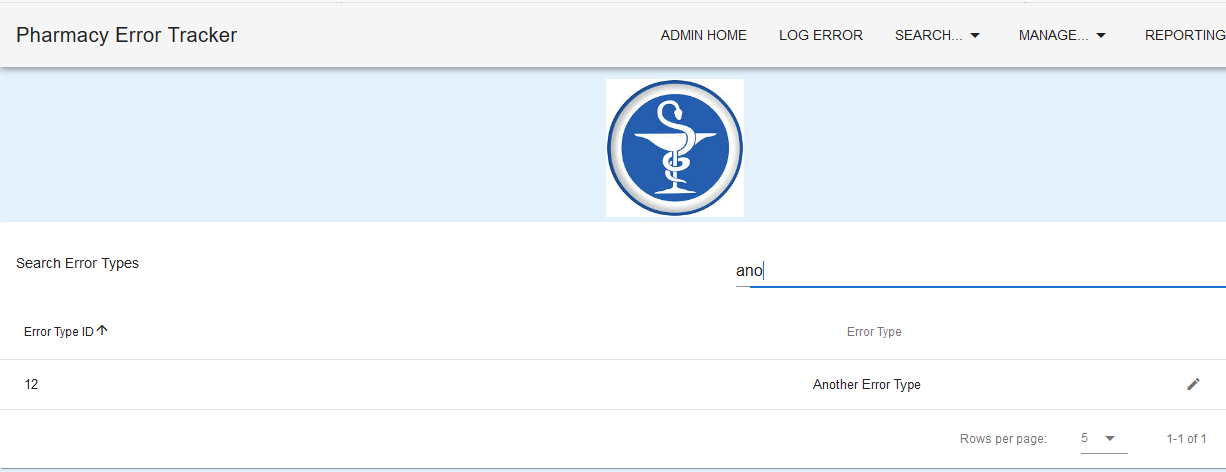 Pharmacy Error Tracker ADMIN HOME LOG ERROR SEARCH... MANAGE... REPORTING
Search Error Types
ano
Error Type ID Error Type
12 Another Error Type
Rows per page: 5 1-1 of 1